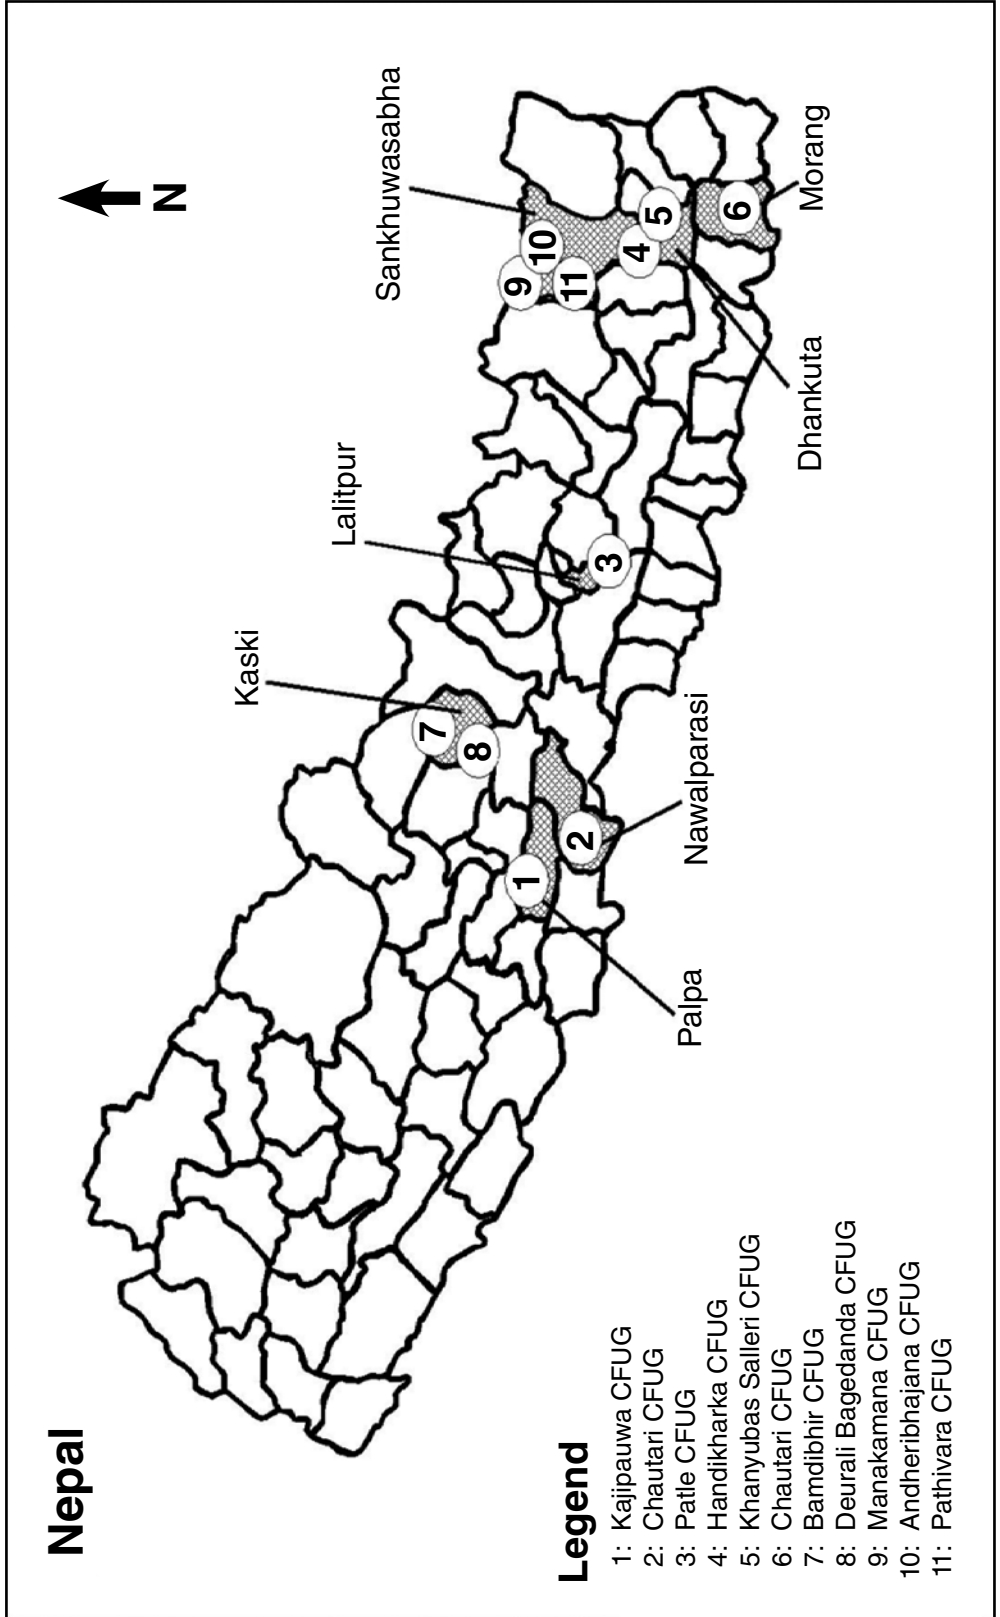 Nepal
N
Sankhuwasabha
Lalitpur
Kaski
9
10
11
4
5
6
3
7
8
1
2
Morang
Dhankuta
Nawalparasi
Palpa
Legend
1: Kajipauwa CFUG
2: Chautari CFUG
3: Patle CFUG
4: Handikharka CFUG
5: Khanyubas Salleri CFUG
6: Chautari CFUG
7: Bamdibhir CFUG
8: Deurali Bagedanda CFUG
9: Manakamana CFUG
10: Andheribhajana CFUG
11: Pathivara CFUG